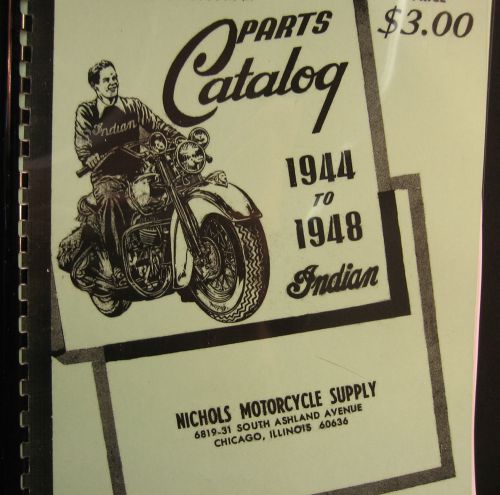 $3.00
PARTS
Catalog
Indian
1944
TO
1948
Indian
NICHOLS MOTORCYCLE SUPPLY
6819-31 SOUTH ASHLAND AVENUE
CHICAGO, ILLINOIS 60636